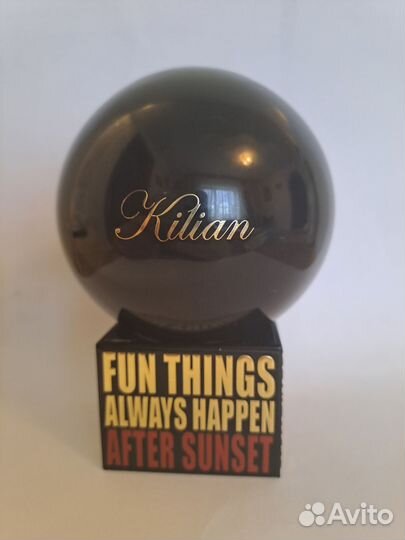 Kilian
FUN THINGS
ALWAYS HAPPEN
AFTER SUNSET
Avito